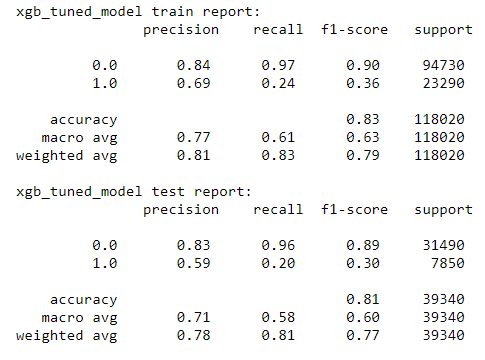 xgb_tuned_model train report:
precision recall f1-score support
0.0 0.84 0.97 0.90 94730
1.0 0.69 0.24 0.36 23290
accuracy 0.83 118020
macro avg 0.77 0.61 0.63 118020
weighted avg 0.81 0.83 0.79 118020
xgb_tuned_model test report:
precision recall f1-score support
0.0 0.83 0.96 0.89 31490
1.0 0.59 0.20 0.30 7850
accuracy 0.81 39340
macro avg 0.71 0.58 0.60 39340
weighted avg 0.78 0.81 0.77 39340